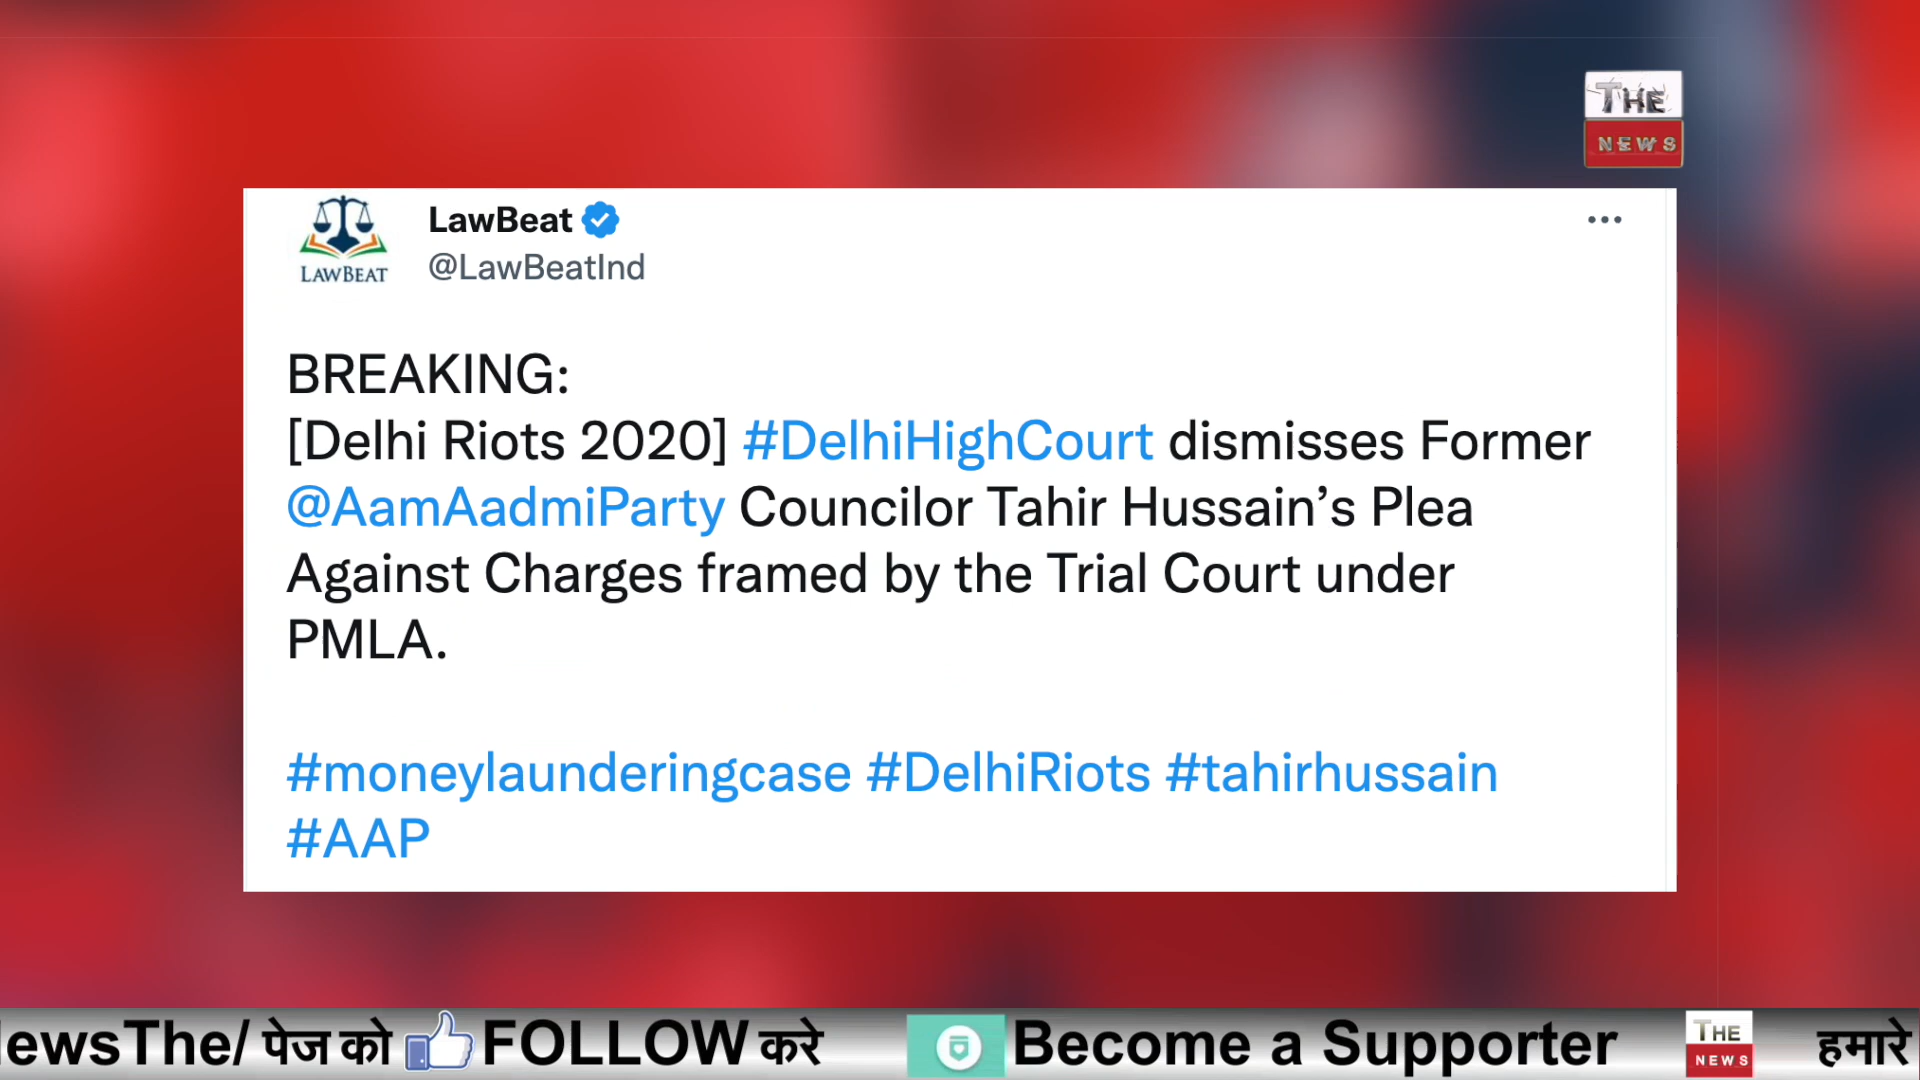 THE
NEWS
LawBeat
@LawBeatInd
LAWBEAT
BREAKING:
[Delhi Riots 2020] #DelhiHighCourt dismisses Former
@AamAadmiParty Councilor Tahir Hussain’s Plea
Against Charges framed by the Trial Court under
PMLA.
#moneylaunderingcase #DelhiRiots #tahirhussain
#AAP
ewsThe/ पेज को FOLLOW करे Become a Supporter THE NEWS हमारे